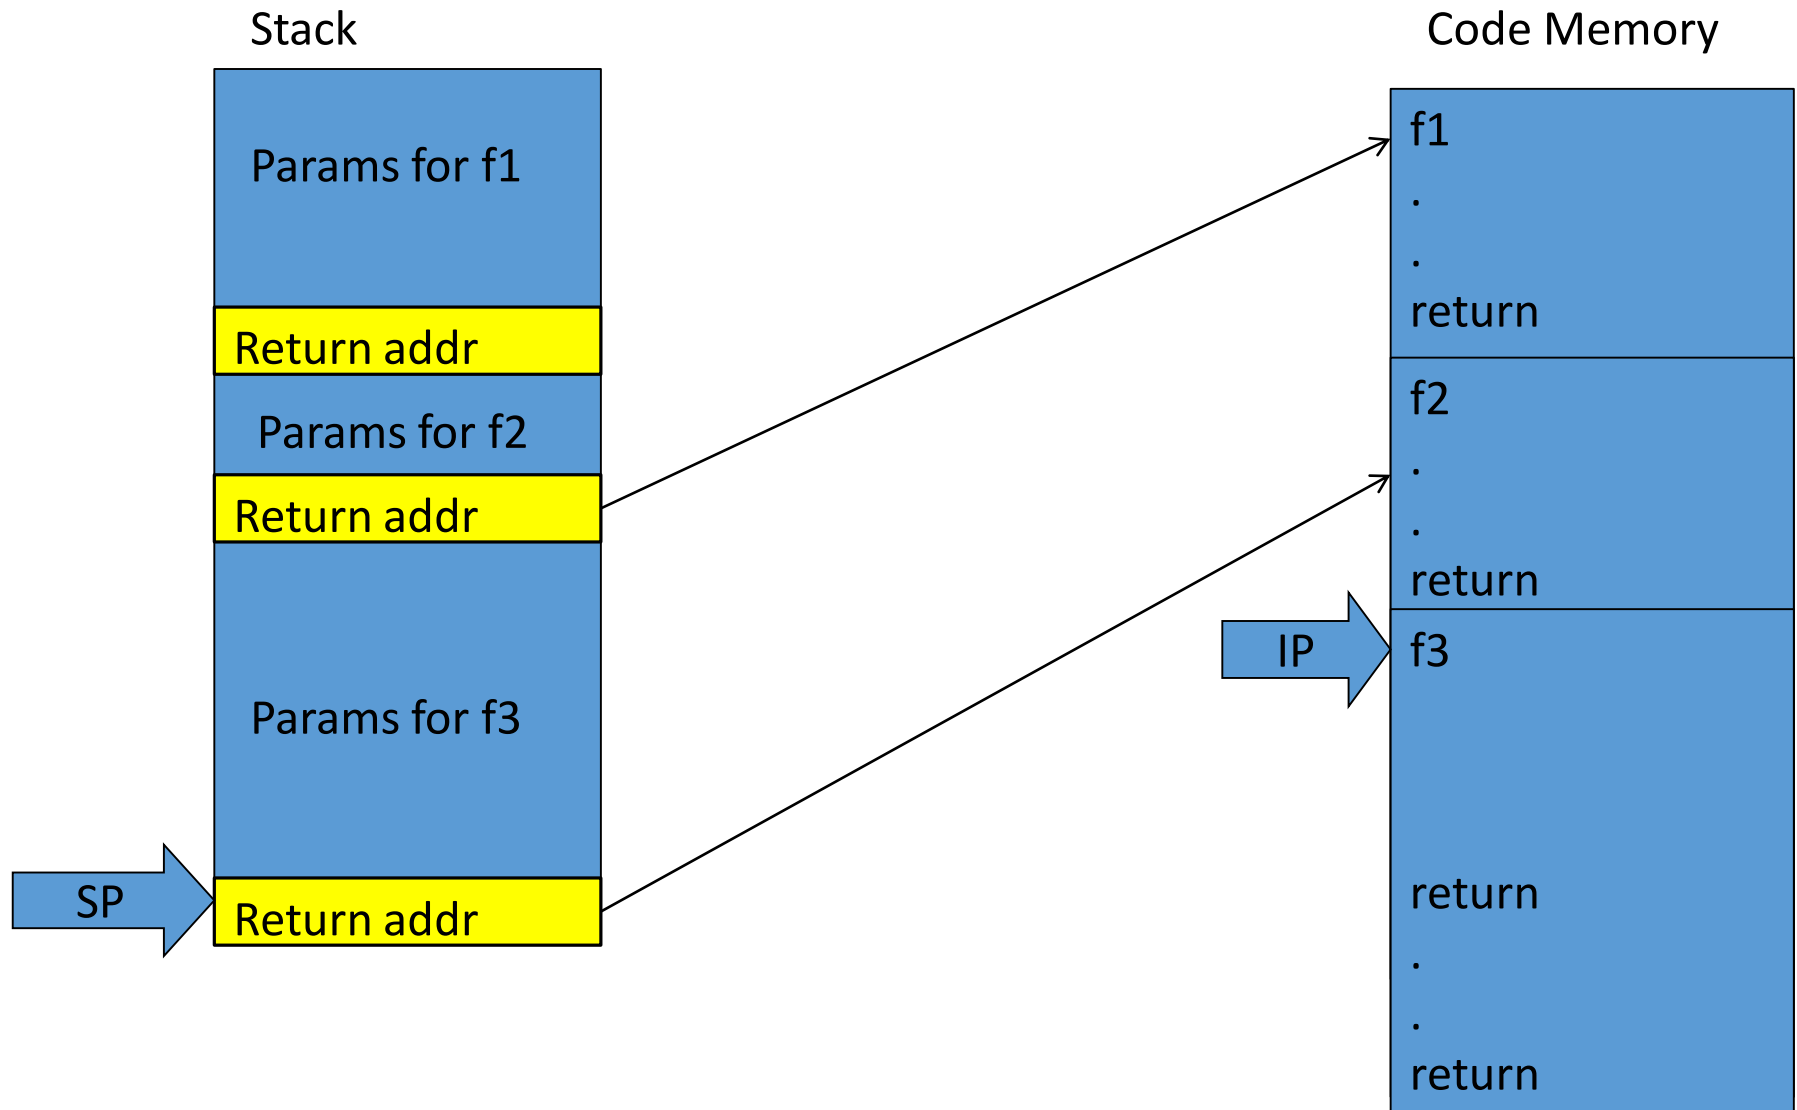 Stack
Params for f1
Return addr
Params for f2
Return addr
Params for f3
SP
Return addr
Code Memory
f1
.
.
return
f2
.
.
return
IP
f3
return
.
.
return